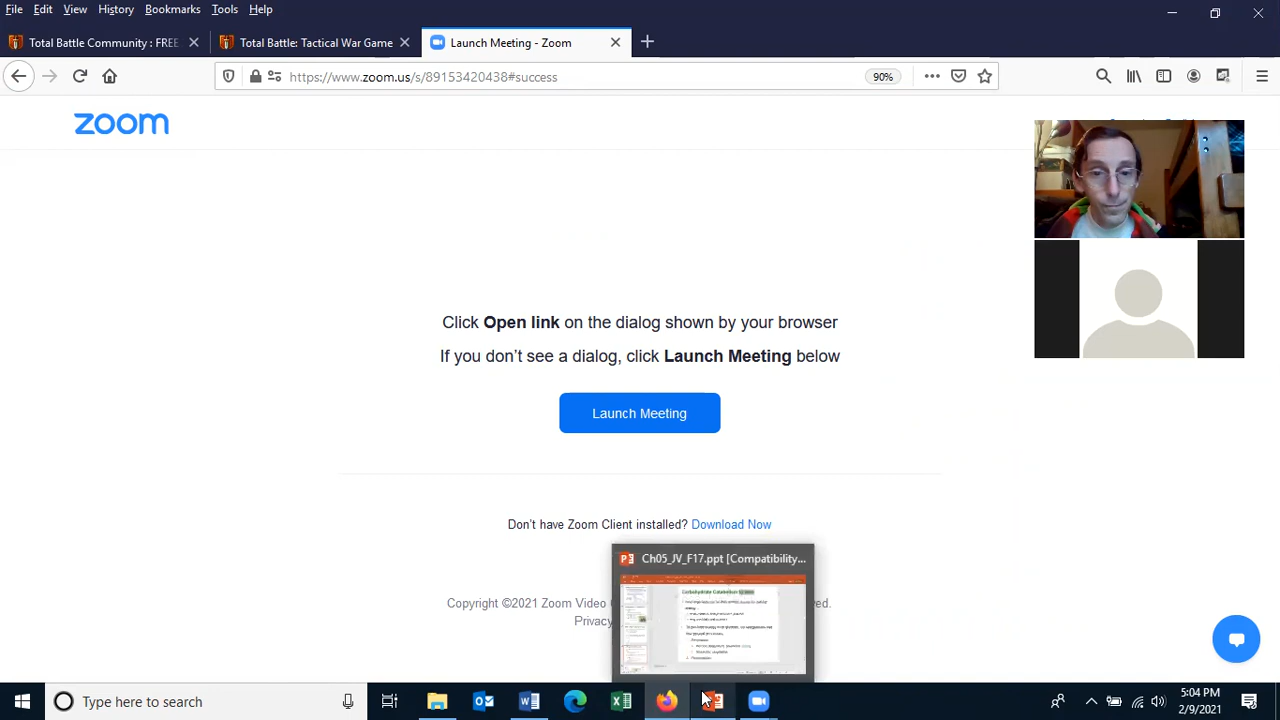 File Edit View History Bookmarks Tools Help
Total Battle Community : FREE
Total Battle: Tactical War Game
Launch Meeting - Zoom
https://www.zoom.us/s/89153420438#success
90%
zoom
Click Open link on the dialog shown by your browser
If you don't see a dialog, click Launch Meeting below
Launch Meeting
Don't have Zoom Client installed? Download Now
Ch05_JV_F17.ppt [Compatibility...
Carbohydrate Catabolism
Copyright ©2021 Zoom Video
ved.
Privacy
Type here to search
5:04 PM
2/9/2021